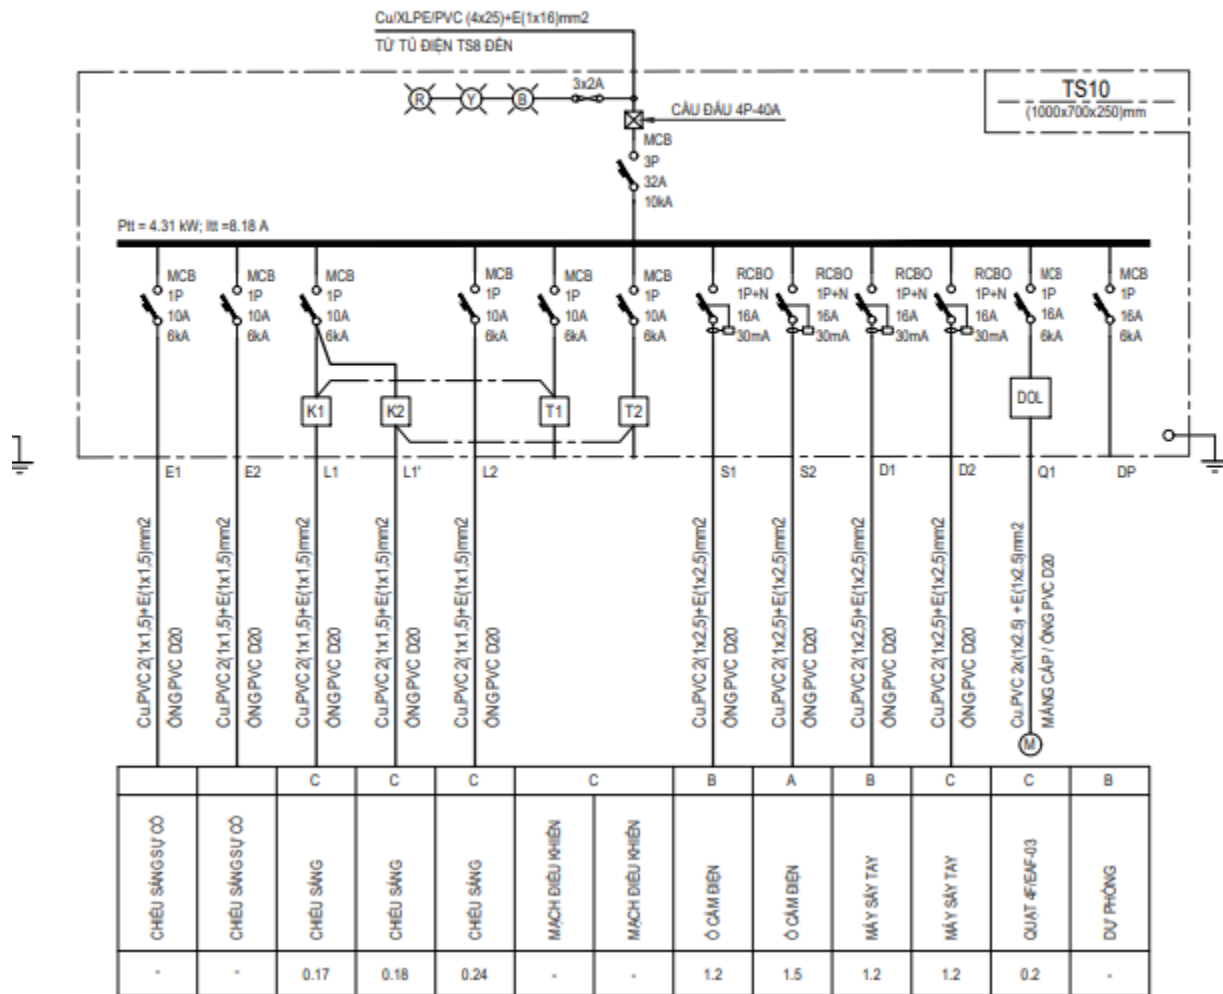 Cu/XLPE/PVC (4x25)+E(1x16)mm2
TỪ TỦ ĐIỆN TS8 ĐẾN
TS10
(1000x700x250)mm
R
Y
B
3x2A
CẦU ĐẤU 4P-40A
MCB
3P
32A
10kA
Ptt = 4.31 kW; Itt =8.18 A
MCB
1P
10A
6kA
MCB
1P
10A
6kA
MCB
1P
10A
6kA
MCB
1P
10A
6kA
MCB
1P
10A
6kA
MCB
1P
10A
6kA
RCBO
1P+N
16A
30mA
RCBO
1P+N
16A
30mA
RCBO
1P+N
16A
30mA
RCBO
1P+N
16A
30mA
MCB
1P
16A
6kA
MCB
1P
16A
6kA
K1
K2
T1
T2
DOL
E1
E2
L1
L1'
L2
S1
S2
D1
D2
Q1
DP
Cu.PVC 2(1x1,5)+E(1x1,5)mm2
ỐNG PVC D20
Cu.PVC 2(1x1,5)+E(1x1,5)mm2
ỐNG PVC D20
Cu.PVC 2(1x1,5)+E(1x1,5)mm2
ỐNG PVC D20
Cu.PVC 2(1x1,5)+E(1x1,5)mm2
ỐNG PVC D20
Cu.PVC 2(1x1,5)+E(1x1,5)mm2
ỐNG PVC D20
Cu.PVC 2(1x2,5)+E(1x2,5)mm2
ỐNG PVC D20
Cu.PVC 2(1x2,5)+E(1x2,5)mm2
ỐNG PVC D20
Cu.PVC 2(1x2,5)+E(1x2,5)mm2
ỐNG PVC D20
Cu.PVC 2(1x2,5)+E(1x2,5)mm2
ỐNG PVC D20
Cu.PVC 2x(1x2.5) + E(1x2.5)mm2
MÁNG CÁP / ỐNG PVC D20
M
C C C C B A B C C B
CHIẾU SÁNG SỰ CỐ
CHIẾU SÁNG SỰ CỐ
CHIẾU SÁNG
CHIẾU SÁNG
CHIẾU SÁNG
MẠCH ĐIỀU KHIỂN
MẠCH ĐIỀU KHIỂN
Ổ CẮM ĐIỆN
Ổ CẮM ĐIỆN
MÁY SẤY TAY
MÁY SẤY TAY
QUẠT 4F/EAF-03
DỰ PHÒNG
- - 0.17 0.18 0.24 - - 1.2 1.5 1.2 1.2 0.2 -